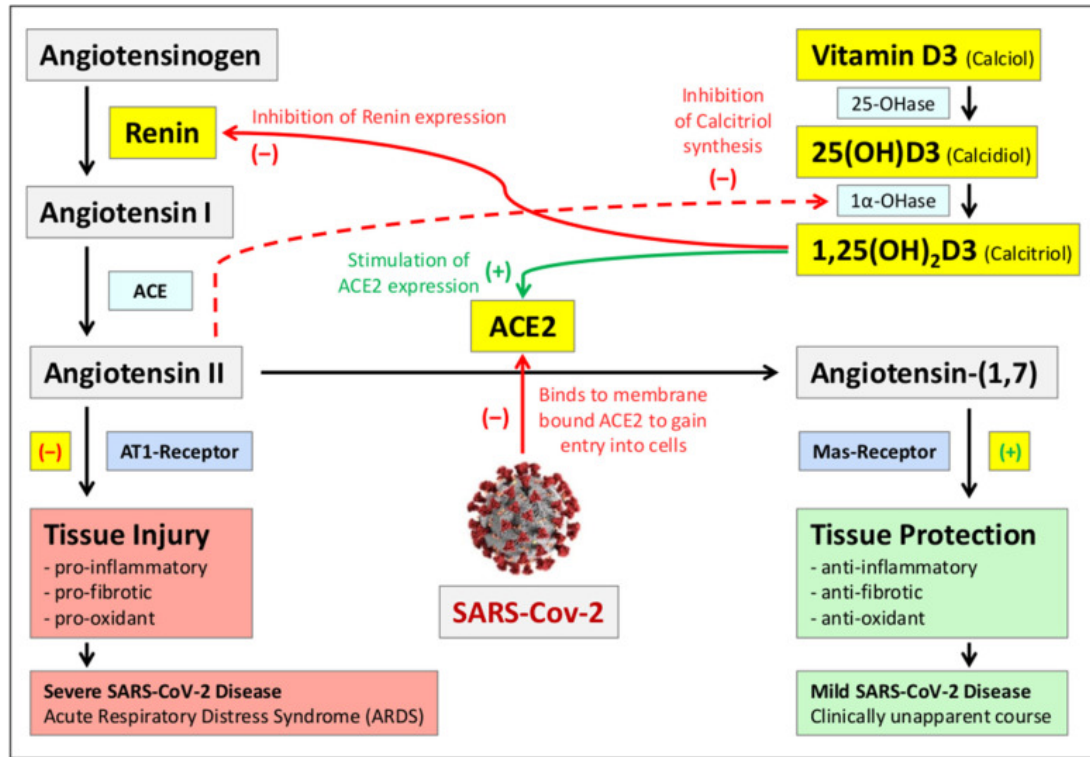 Angiotensinogen
Renin
Angiotensin I
ACE
Angiotensin II
(–)
AT1-Receptor
Tissue Injury
- pro-inflammatory
- pro-fibrotic
- pro-oxidant
Severe SARS-CoV-2 Disease
Acute Respiratory Distress Syndrome (ARDS)
Inhibition of Renin expression
(–)
Inhibition
of Calcitriol
synthesis
(–)
Stimulation of
ACE2 expression
(+)
ACE2
(–)
Binds to membrane
bound ACE2 to gain
entry into cells
SARS-Cov-2
Vitamin D3 (Calciol)
25-OHase
25(OH)D3 (Calcidiol)
1α-OHase
1,25(OH)₂D3 (Calcitriol)
Angiotensin-(1,7)
Mas-Receptor
(+)
Tissue Protection
- anti-inflammatory
- anti-fibrotic
- anti-oxidant
Mild SARS-CoV-2 Disease
Clinically unapparent course